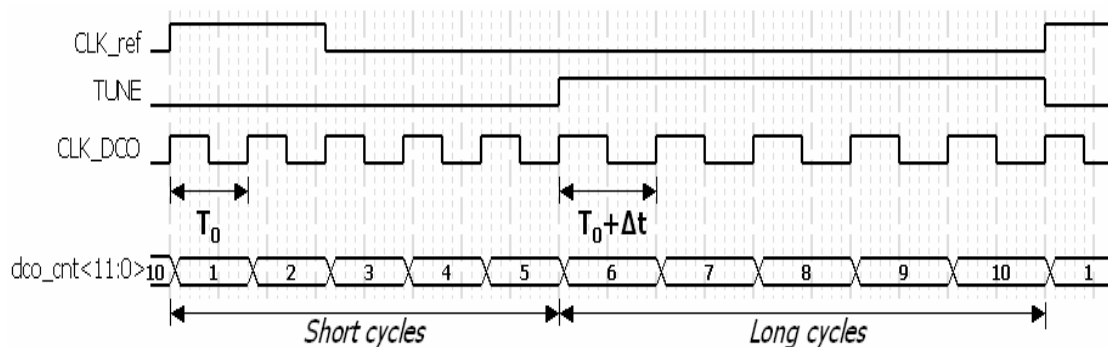 CLK_ref
TUNE
CLK_DCO
T0 T0+Δt
dco_cnt<11:0> 10 1 2 3 4 5 6 7 8 9 10 1
Short cycles Long cycles